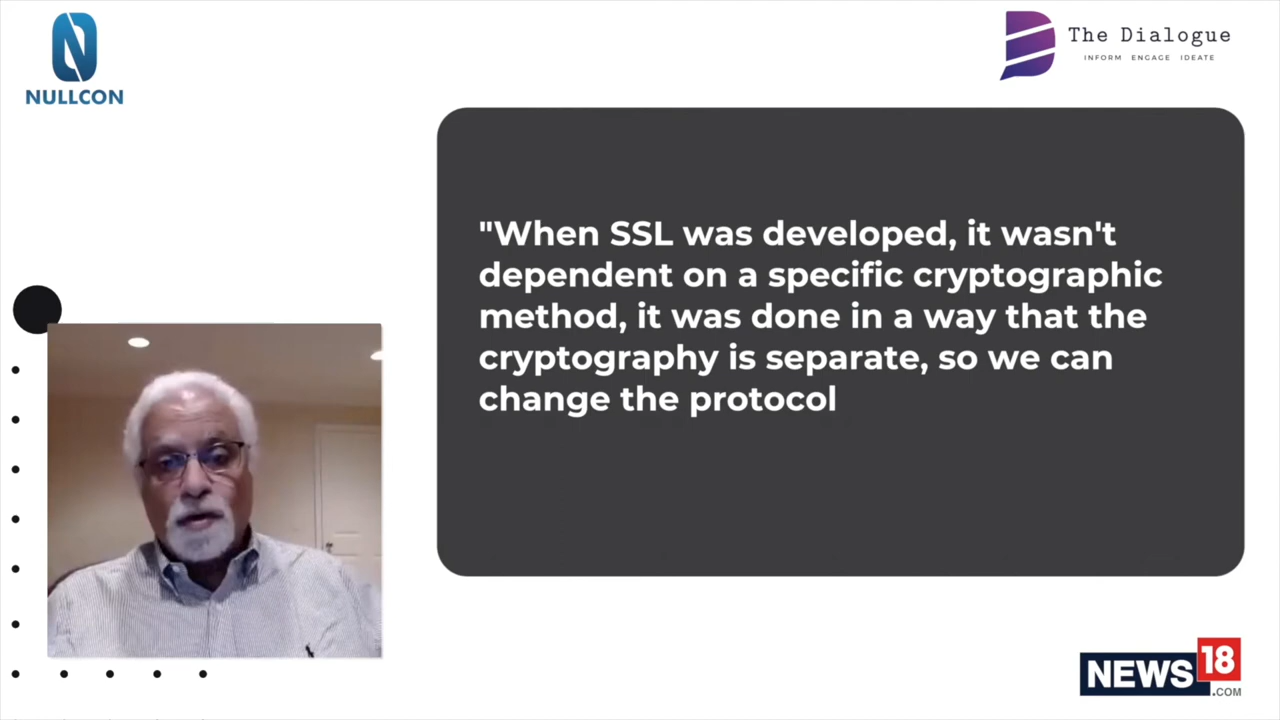 NULLCON
The Dialogue
INFORM ENGAGE IDEATE
"When SSL was developed, it wasn't
dependent on a specific cryptographic
method, it was done in a way that the
cryptography is separate, so we can
change the protocol
NEWS 18
.COM